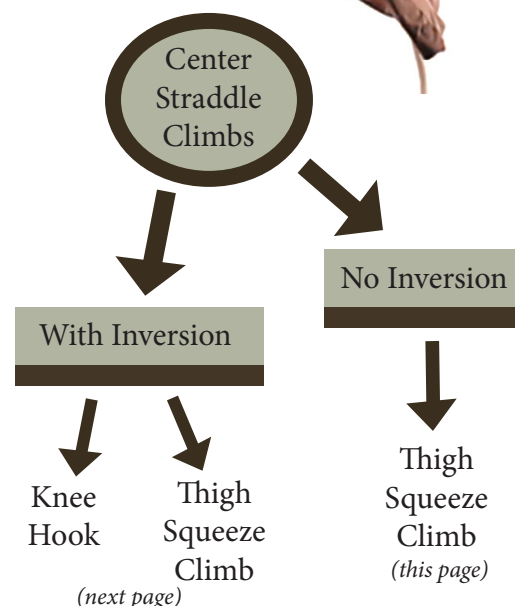 Center
Straddle
Climbs
No Inversion
With Inversion
Knee
Hook
Thigh
Squeeze
Climb
(next page)
Thigh
Squeeze
Climb
(this page)